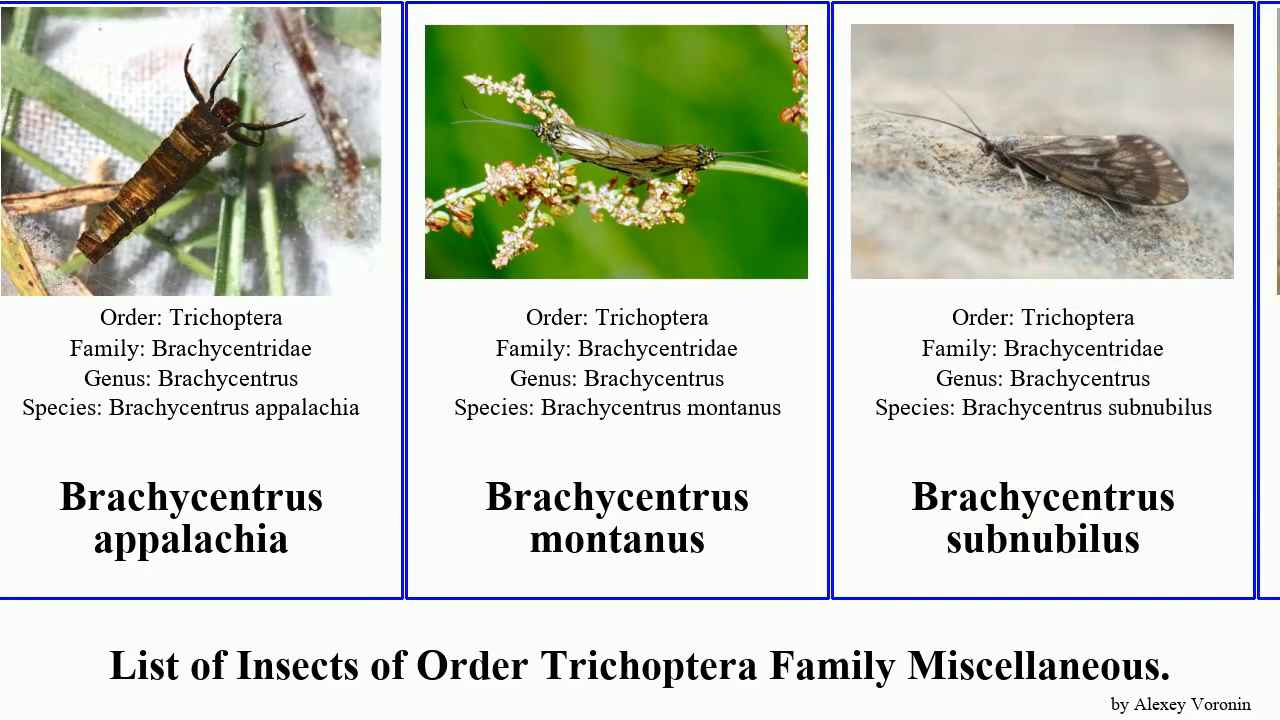 Order: Trichoptera
Family: Brachycentridae
Genus: Brachycentrus
Species: Brachycentrus appalachia
Brachycentrus
appalachia
Order: Trichoptera
Family: Brachycentridae
Genus: Brachycentrus
Species: Brachycentrus montanus
Brachycentrus
montanus
Order: Trichoptera
Family: Brachycentridae
Genus: Brachycentrus
Species: Brachycentrus subnubilus
Brachycentrus
subnubilus
List of Insects of Order Trichoptera Family Miscellaneous.
by Alexey Voronin